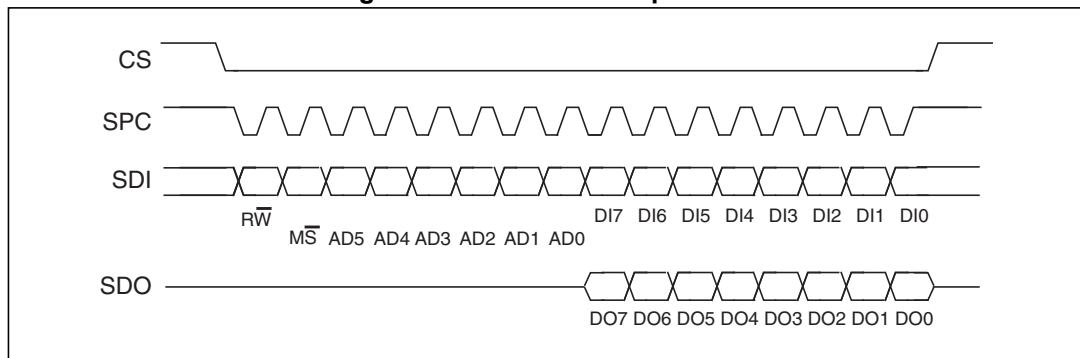 CS
SPC
SDI
RW̅ DI7 DI6 DI5 DI4 DI3 DI2 DI1 DI0
MS̅ AD5 AD4 AD3 AD2 AD1 AD0
SDO
DO7 DO6 DO5 DO4 DO3 DO2 DO1 DO0